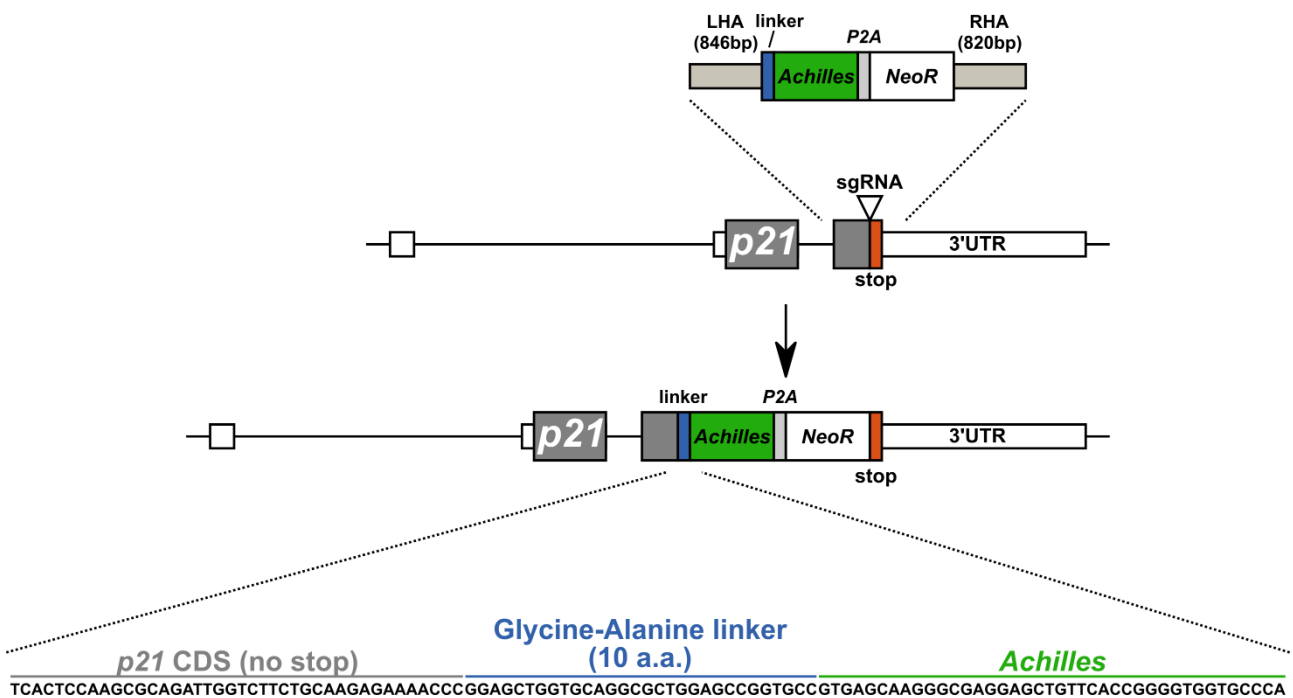 LHA linker RHA
(846bp) P2A (820bp)
Achilles NeoR
sgRNA
p21 3'UTR
stop
linker P2A
p21 Achilles NeoR 3'UTR
stop
Glycine-Alanine linker
p21 CDS (no stop) (10 a.a.) Achilles
TCACTCCAAGCGCAGATTGGTCTTCTGCAAGAGAAAACCCGGAGCTGGTGCAGGCGCTGGAGCCGGTGCCGTGAGCAAGGGCGAGGAGCTGTTCACCGGGGTGGTGCCCA